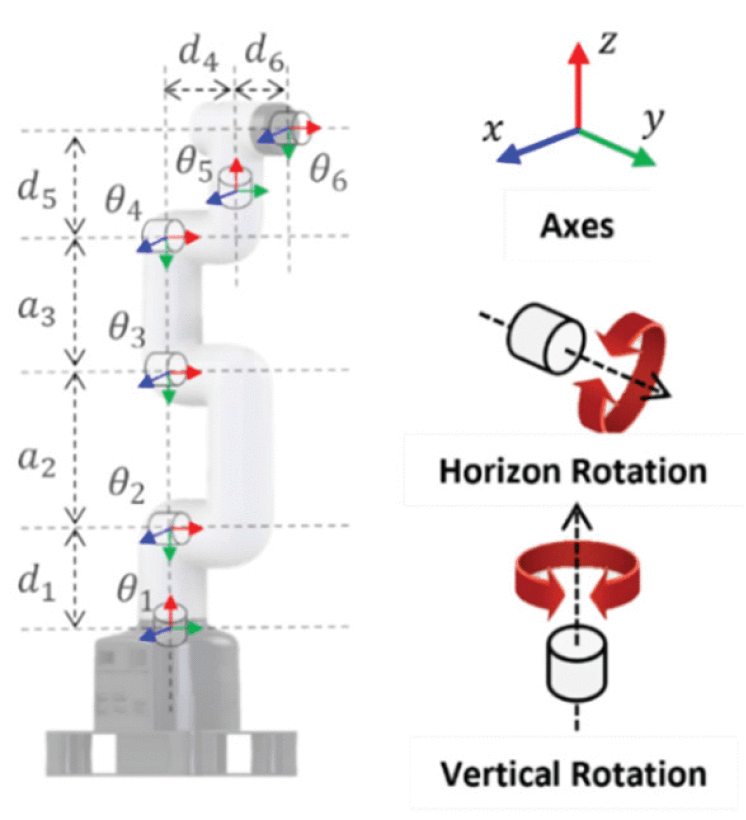 d₄ d₆
z
x
y
θ₅
θ₆
d₅
θ₄
Axes
a₃
θ₃
a₂
Horizon Rotation
θ₂
d₁
θ₁
Vertical Rotation